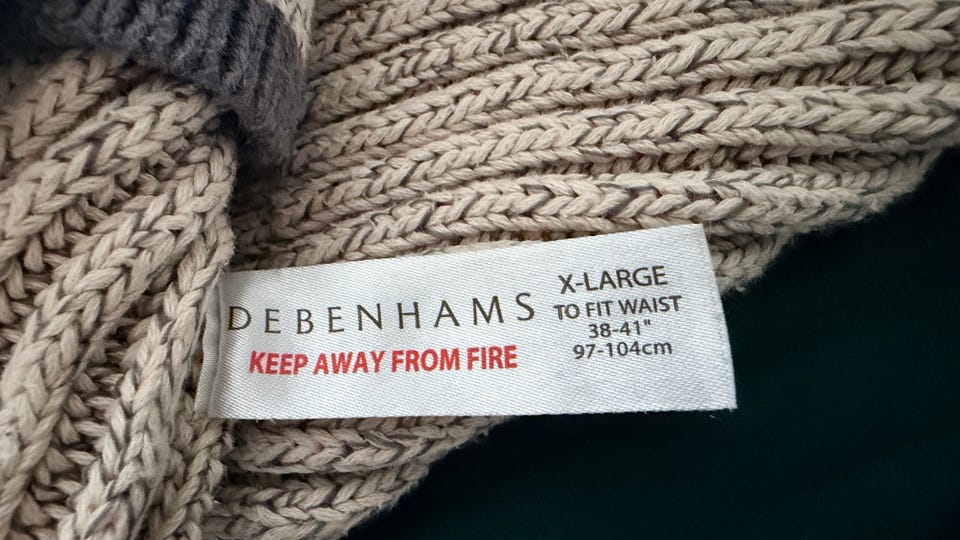 DEBENHAMS
KEEP AWAY FROM FIRE
X-LARGE
TO FIT WAIST
38-41"
97-104cm